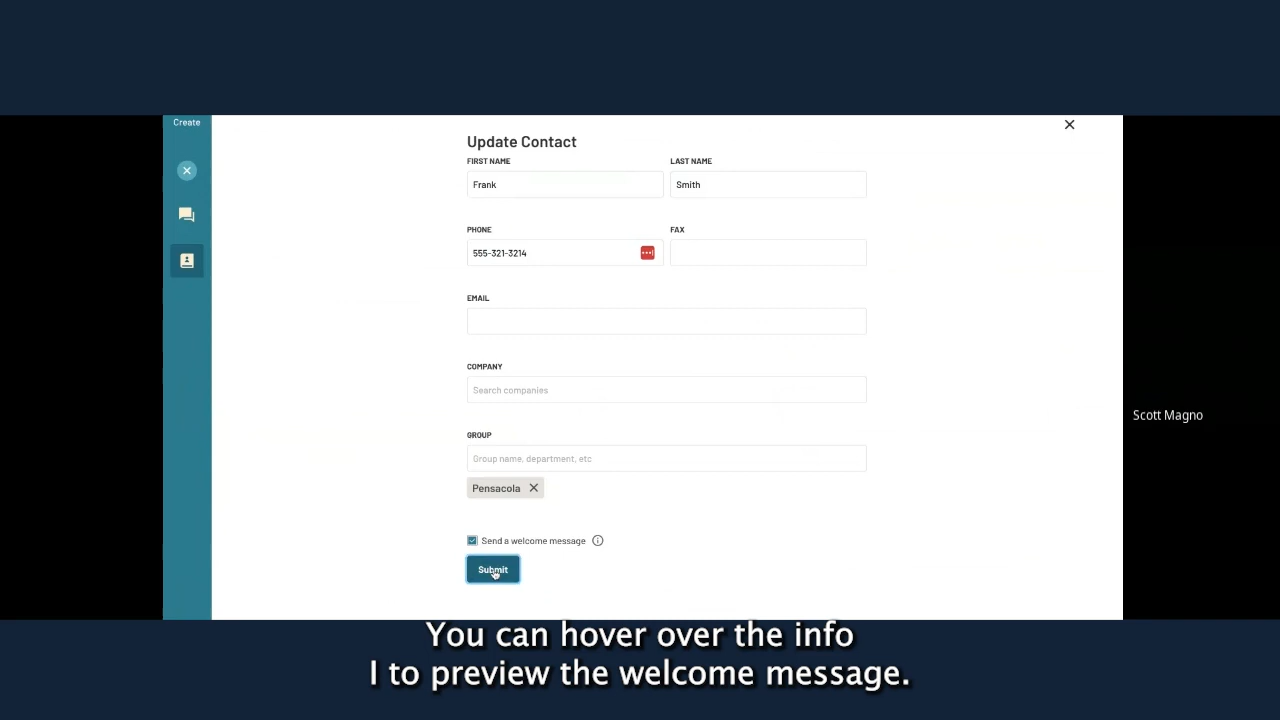 Create
Update Contact
FIRST NAME
LAST NAME
Frank
Smith
PHONE
FAX
555-321-3214
EMAIL
COMPANY
Search companies
GROUP
Group name, department, etc
Pensacola
Send a welcome message
Submit
Scott Magno
You can hover over the info
I to preview the welcome message.